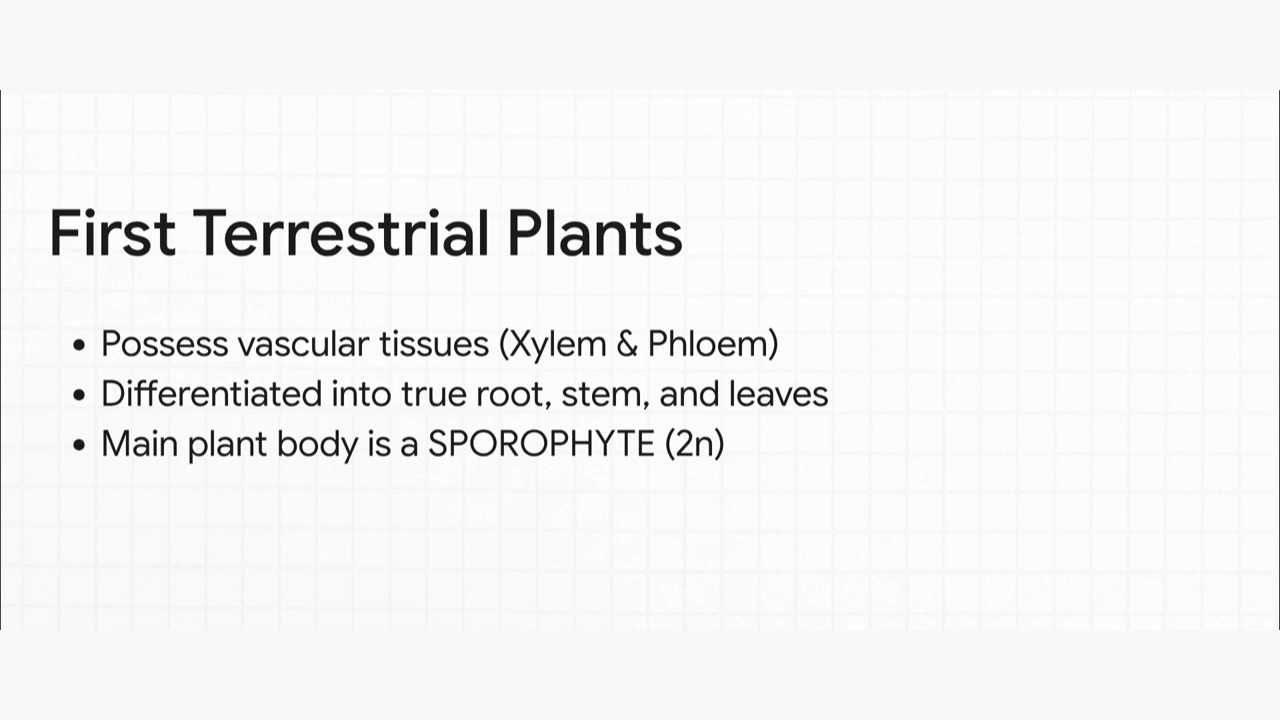 First Terrestrial Plants
• Possess vascular tissues (Xylem & Phloem)
• Differentiated into true root, stem, and leaves
• Main plant body is a SPOROPHYTE (2n)